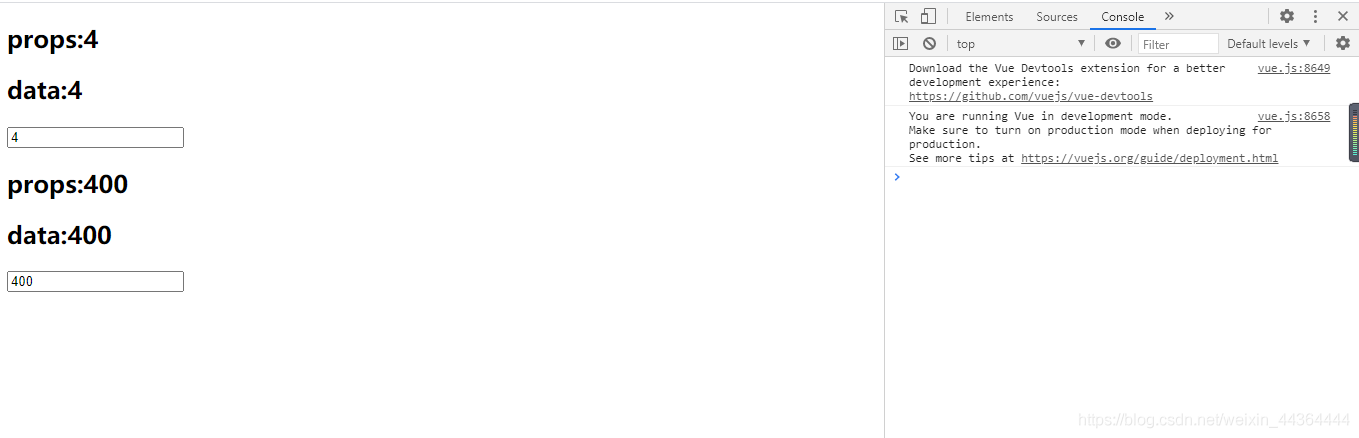 props:4
data:4
4
props:400
data:400
400
Elements Sources Console »
top Filter Default levels
Download the Vue Devtools extension for a better vue.js:8649
development experience:
https://github.com/vuejs/vue-devtools
You are running Vue in development mode. vue.js:8658
Make sure to turn on production mode when deploying for
production.
See more tips at https://vuejs.org/guide/deployment.html
https://blog.csdn.net/weixin_44364444